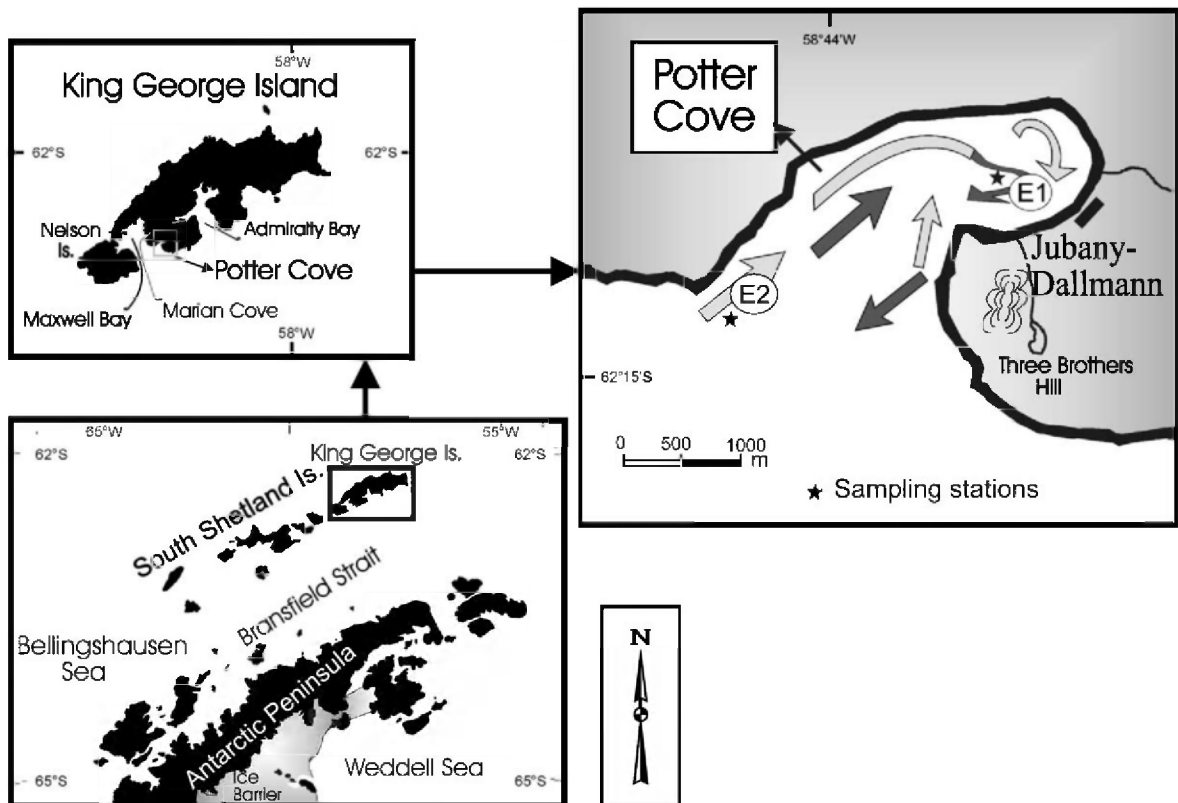 58°W
King George Island
62°S
62°S
Nelson
Is.
Admiralty Bay
Potter Cove
Marian Cove
Maxwell Bay
58°W
58°44'W
Potter
Cove
E1
Jubany-
Dallmann
E2
Three Brothers
Hill
62°15'S
0 500 1000
m
★ Sampling stations
65°W
55°W
62°S
62°S
King George Is.
South Shetland Is.
Bransfield Strait
Bellingshausen
Sea
Antarctic Peninsula
Weddell Sea
Ice
Barrier
65°S
65°S
N